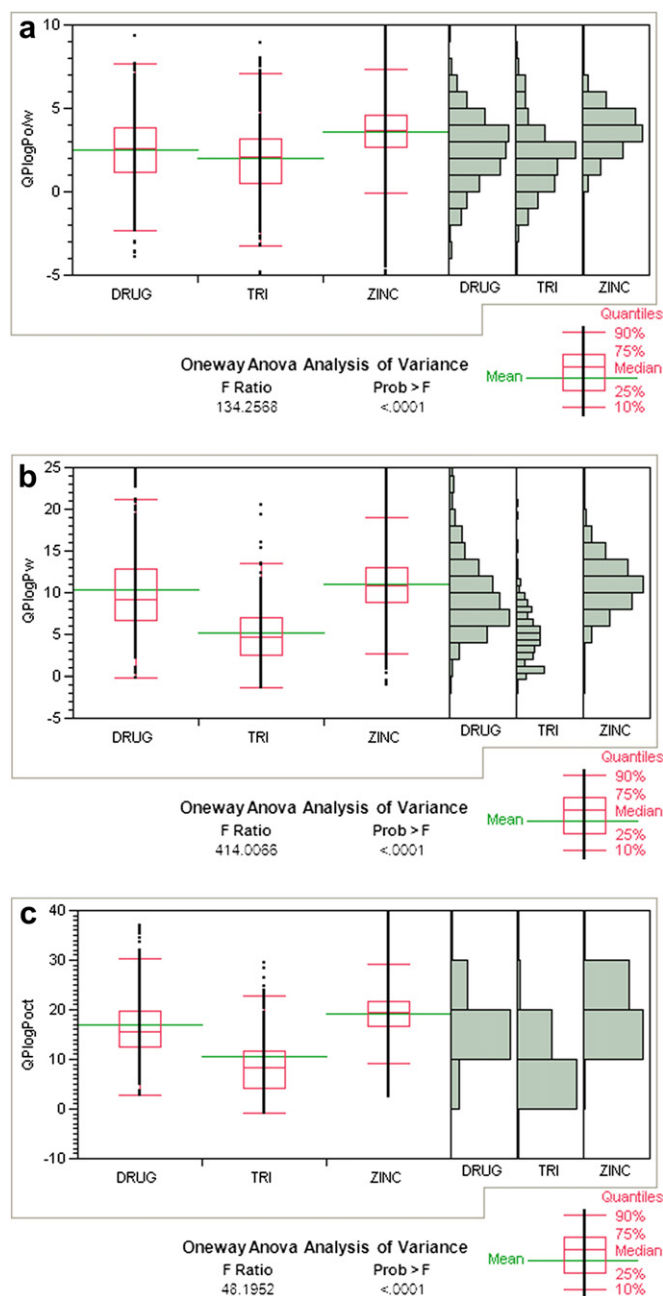 a
QPlogPo/w
10
5
0
-5
DRUG TRI ZINC DRUG TRI ZINC
Quantiles
90%
75%
Median
25%
10%
Mean
Oneway Anova Analysis of Variance
F Ratio Prob > F
134.2568 <.0001
b
QPlogPw
25
20
15
10
5
0
-5
DRUG TRI ZINC DRUG TRI ZINC
Quantiles
90%
75%
Median
25%
10%
Mean
Oneway Anova Analysis of Variance
F Ratio Prob > F
414.0066 <.0001
c
QPlogPoct
40
30
20
10
0
-10
DRUG TRI ZINC DRUG TRI ZINC
Quantiles
90%
75%
Median
25%
10%
Mean
Oneway Anova Analysis of Variance
F Ratio Prob > F
48.1952 <.0001